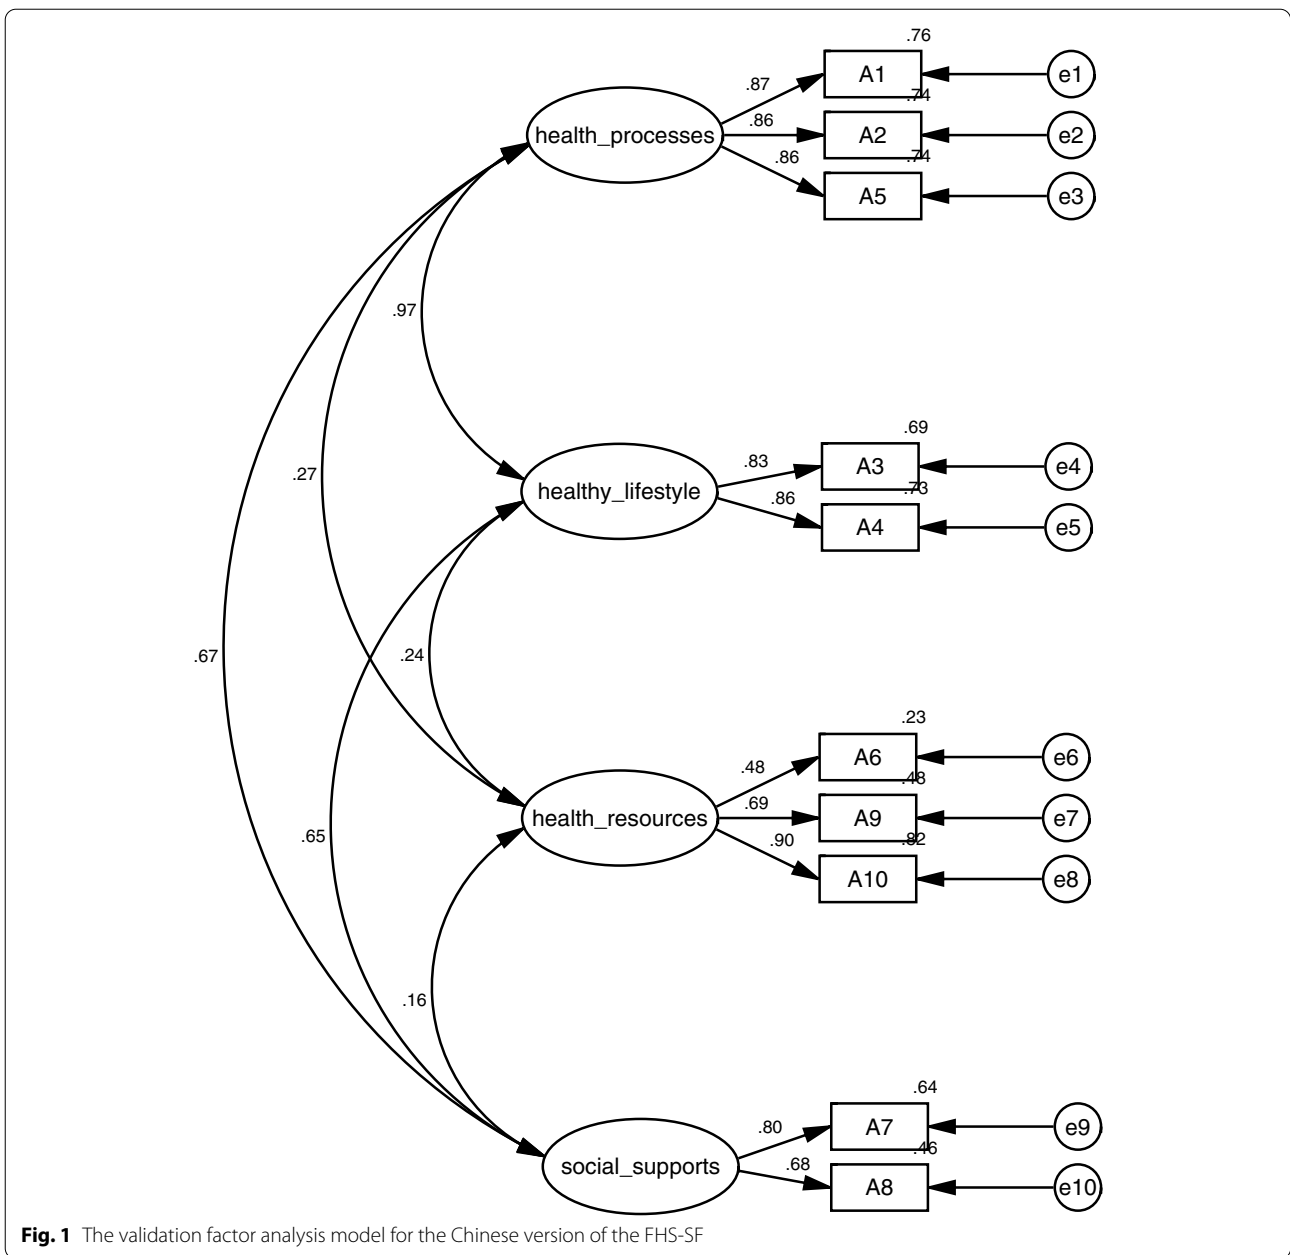 .76
.87
A1
e1
.74
.86
health_processes
A2
e2
.74
.86
A5
e3
.97
.69
.83
A3
e4
.27
healthy_lifestyle
.73
.86
A4
e5
.67
.24
.23
.48
A6
e6
.48
.69
health_resources
A9
e7
.65
.82
.90
A10
e8
.16
.64
.80
A7
e9
.46
social_supports
.68
A8
e10
Fig. 1 The validation factor analysis model for the Chinese version of the FHS-SF